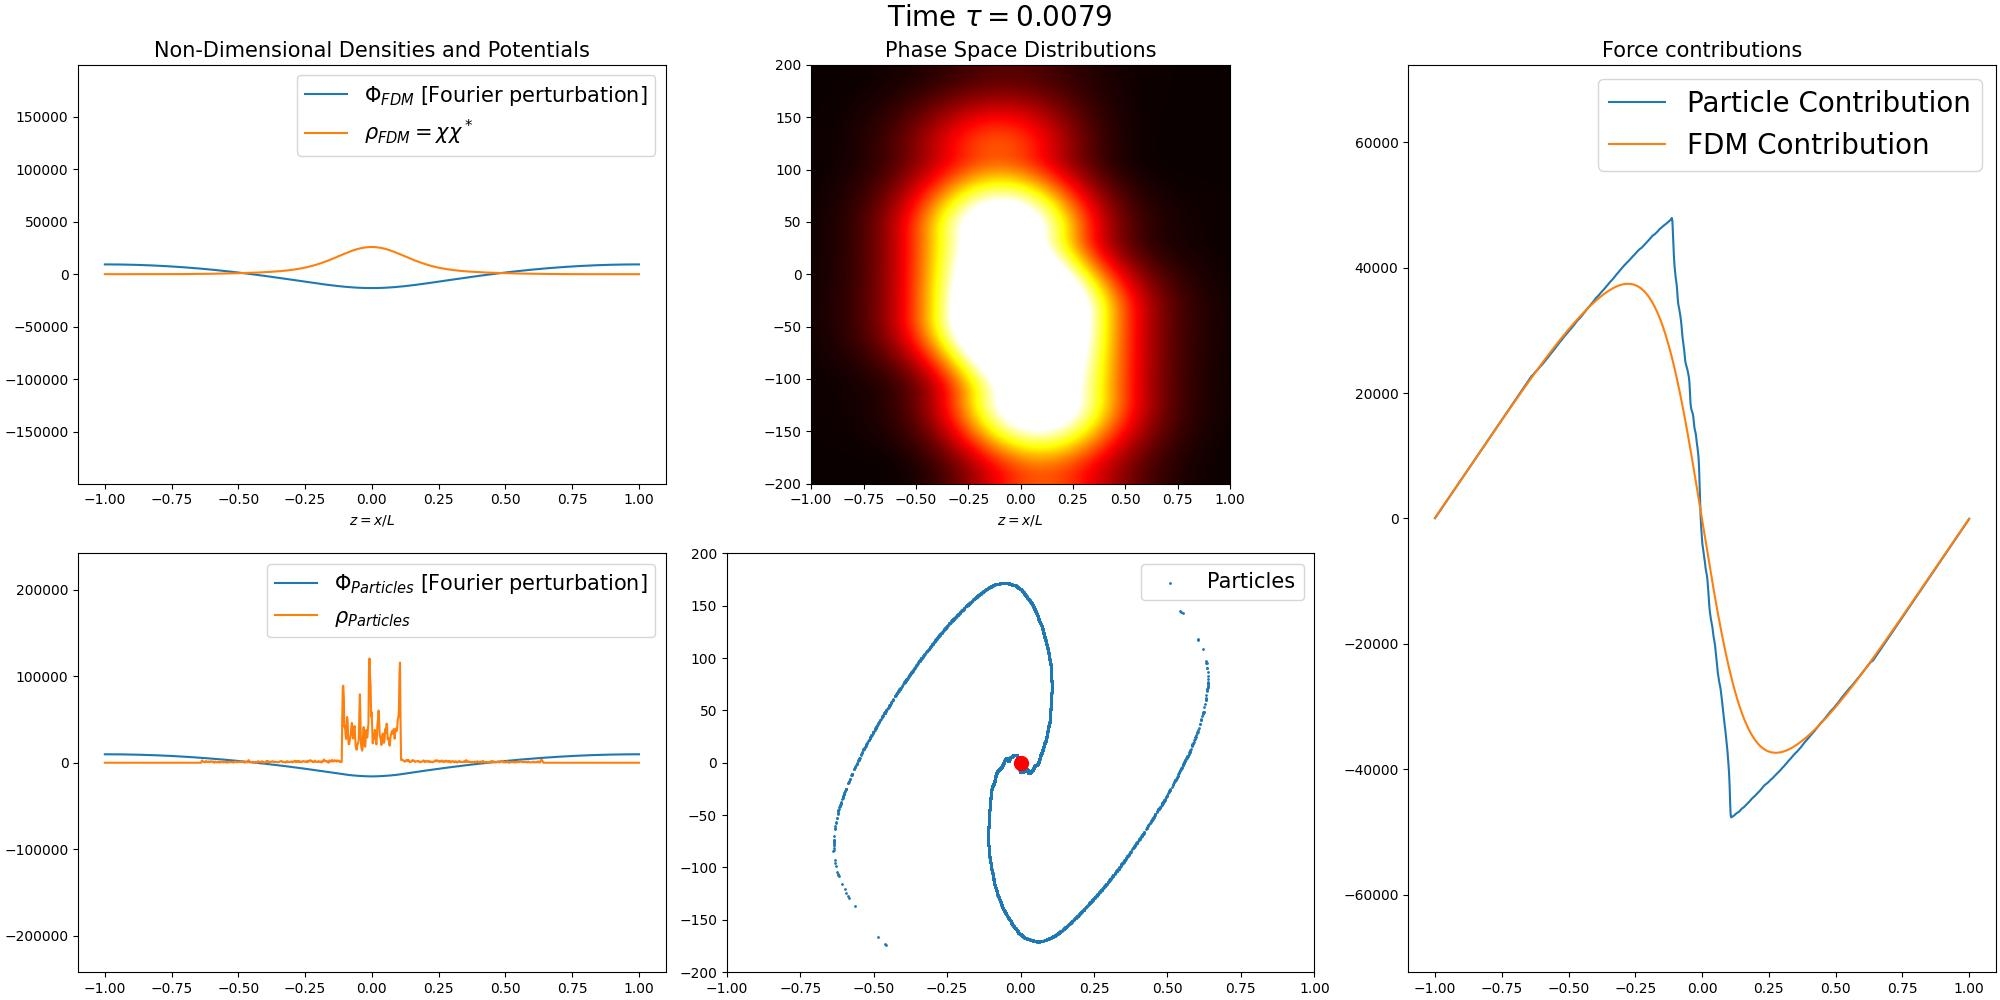 Time τ = 0.0079
Non-Dimensional Densities and Potentials
Φ_FDM [Fourier perturbation]
ρ_FDM = χχ*
150000
100000
50000
0
−50000
−100000
−150000
−1.00 −0.75 −0.50 −0.25 0.00 0.25 0.50 0.75 1.00
z = x/L
Phase Space Distributions
200
150
100
50
0
−50
−100
−150
−200
−1.00 −0.75 −0.50 −0.25 0.00 0.25 0.50 0.75 1.00
z = x/L
Force contributions
Particle Contribution
FDM Contribution
60000
40000
20000
0
−20000
−40000
−60000
−1.00 −0.75 −0.50 −0.25 0.00 0.25 0.50 0.75 1.00
Φ_Particles [Fourier perturbation]
ρ_Particles
200000
100000
0
−100000
−200000
−1.00 −0.75 −0.50 −0.25 0.00 0.25 0.50 0.75 1.00
Particles
200
150
100
50
0
−50
−100
−150
−200
−1.00 −0.75 −0.50 −0.25 0.00 0.25 0.50 0.75 1.00